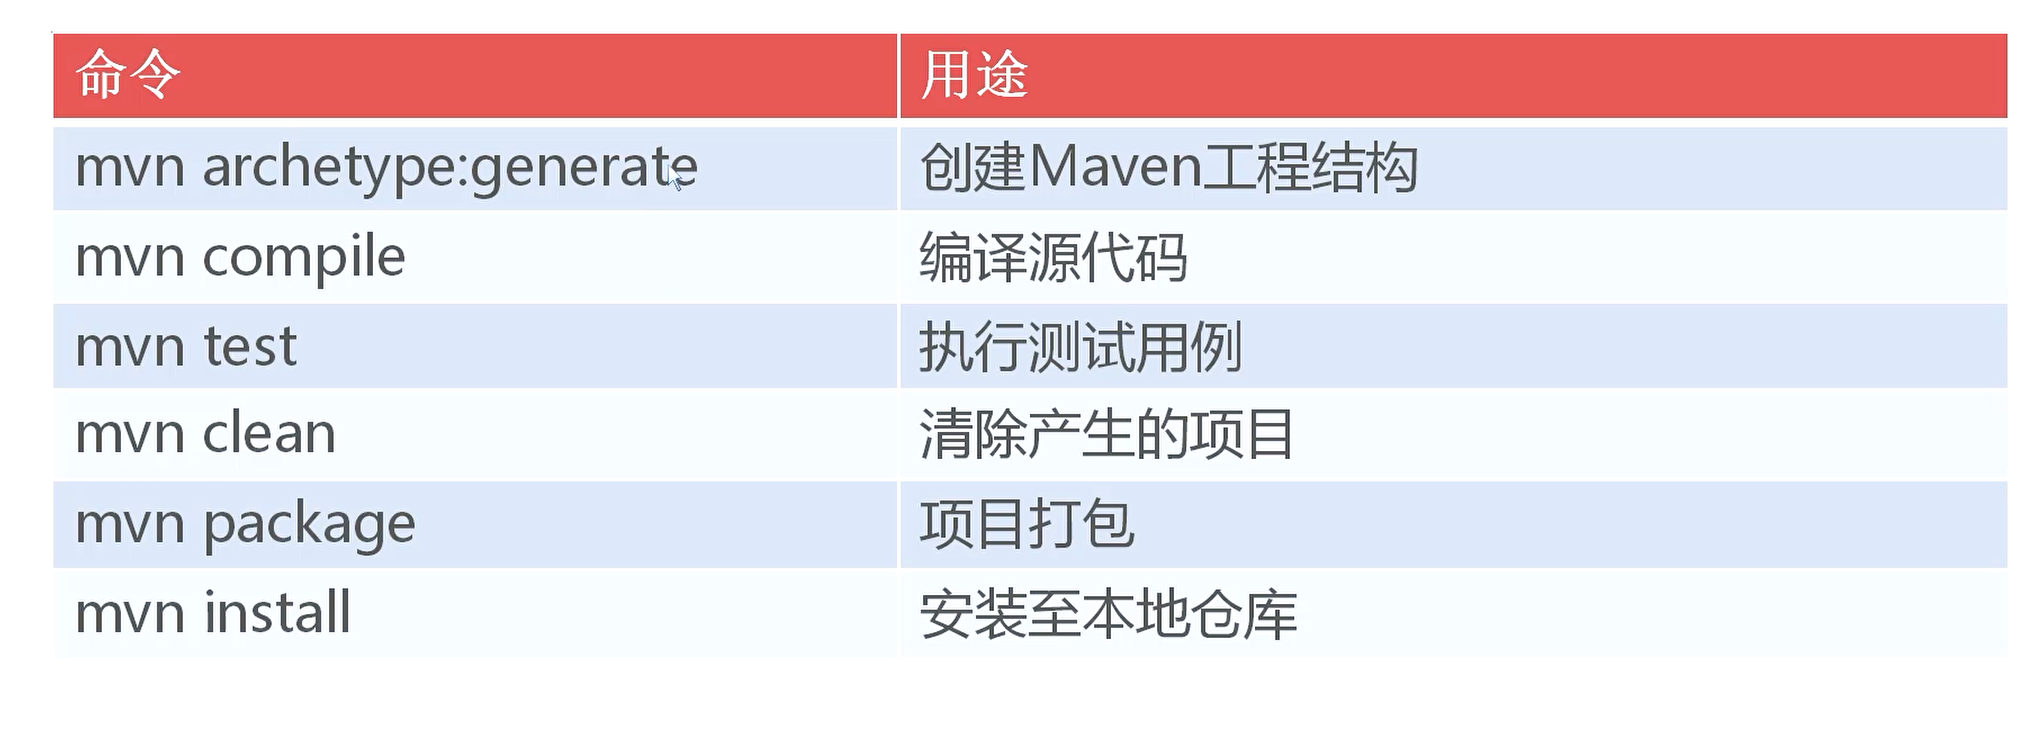 命令 用途
mvn archetype:generate 创建Maven工程结构
mvn compile 编译源代码
mvn test 执行测试用例
mvn clean 清除产生的项目
mvn package 项目打包
mvn install 安装至本地仓库